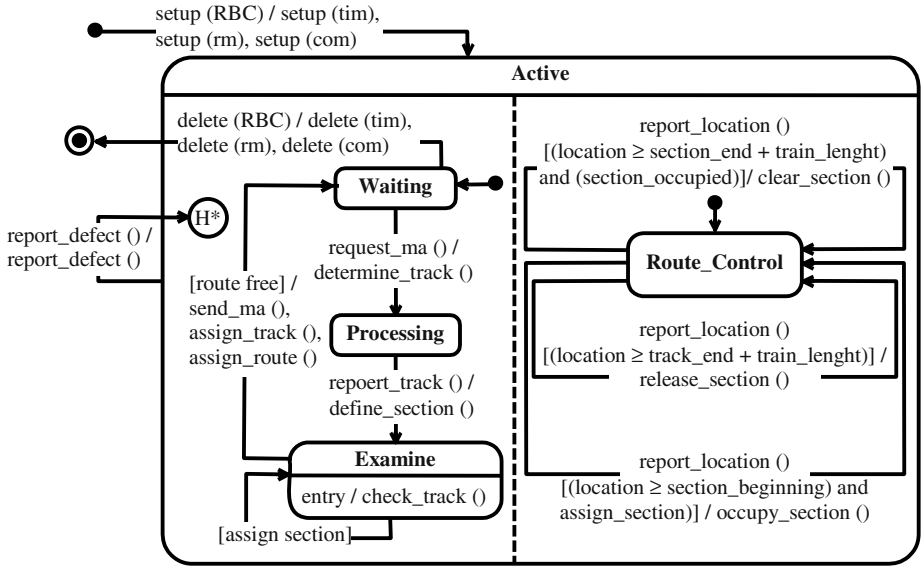 setup (RBC) / setup (tim),
setup (rm), setup (com)
Active
delete (RBC) / delete (tim),
delete (rm), delete (com)
Waiting
H*
report_defect () /
report_defect ()
request_ma () /
determine_track ()
[route free] /
send_ma (),
assign_track (),
assign_route ()
Processing
repoert_track () /
define_section ()
Examine
entry / check_track ()
[assign section]
report_location ()
[(location ≥ section_end + train_lenght)
and (section_occupied)]/ clear_section ()
Route_Control
report_location ()
[(location ≥ track_end + train_lenght)] /
release_section ()
report_location ()
[(location ≥ section_beginning) and
assign_section)] / occupy_section ()